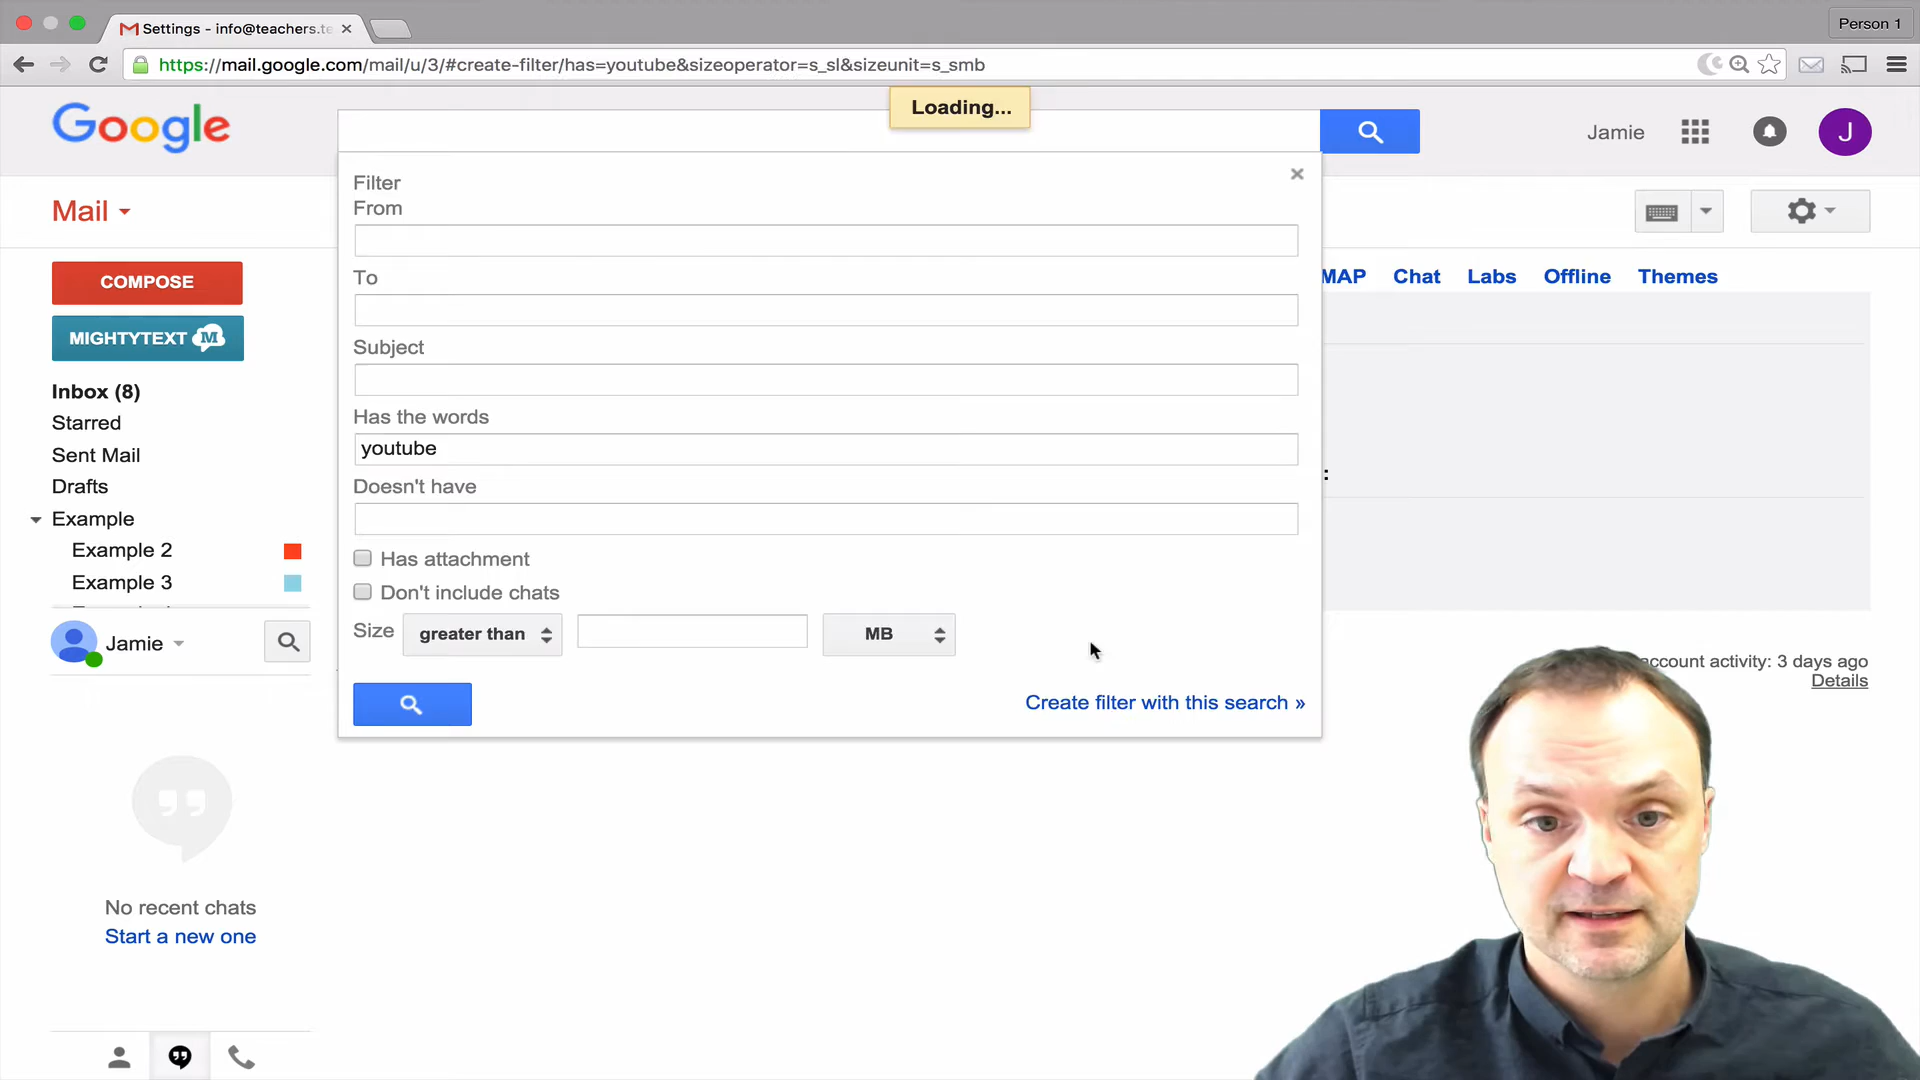 Settings - info@teachers.te
Person 1
https://mail.google.com/mail/u/3/#create-filter/has=youtube&sizeoperator=s_sl&sizeunit=s_smb
Loading...
Google
Jamie
J
Mail
Filter
From
To
Subject
Has the words
youtube
Doesn't have
Has attachment
Don't include chats
Size greater than MB
Create filter with this search »
MAP Chat Labs Offline Themes
:
COMPOSE
MIGHTYTEXT M
Inbox (8)
Starred
Sent Mail
Drafts
Example
Example 2
Example 3
Jamie
account activity: 3 days ago
Details
No recent chats
Start a new one